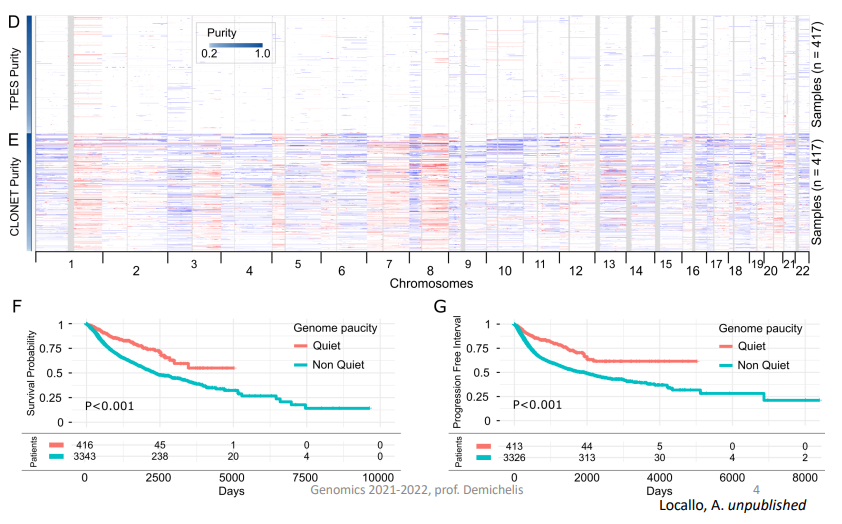 D
TPES Purity
Purity
0.2 1.0
Samples (n = 417)
E
CLONET Purity
Samples (n = 417)
1 2 3 4 5 6 7 8 9 10 11 12 13 14 15 16 17 18 19 20 21 22
Chromosomes
F
Survival Probability
1
0.75
0.5
0.25
0
Genome paucity
Quiet
Non Quiet
P<0.001
Patients
416 45 1 0 0
3343 238 20 4 0
0 2500 5000 7500 10000
Days
G
Progression Free Interval
1
0.75
0.5
0.25
0
Genome paucity
Quiet
Non Quiet
P<0.001
Patients
413 44 5 0 0
3326 313 30 4 2
0 2000 4000 6000 8000
Days
Genomics 2021-2022, prof. Demichelis
4
Locallo, A. unpublished